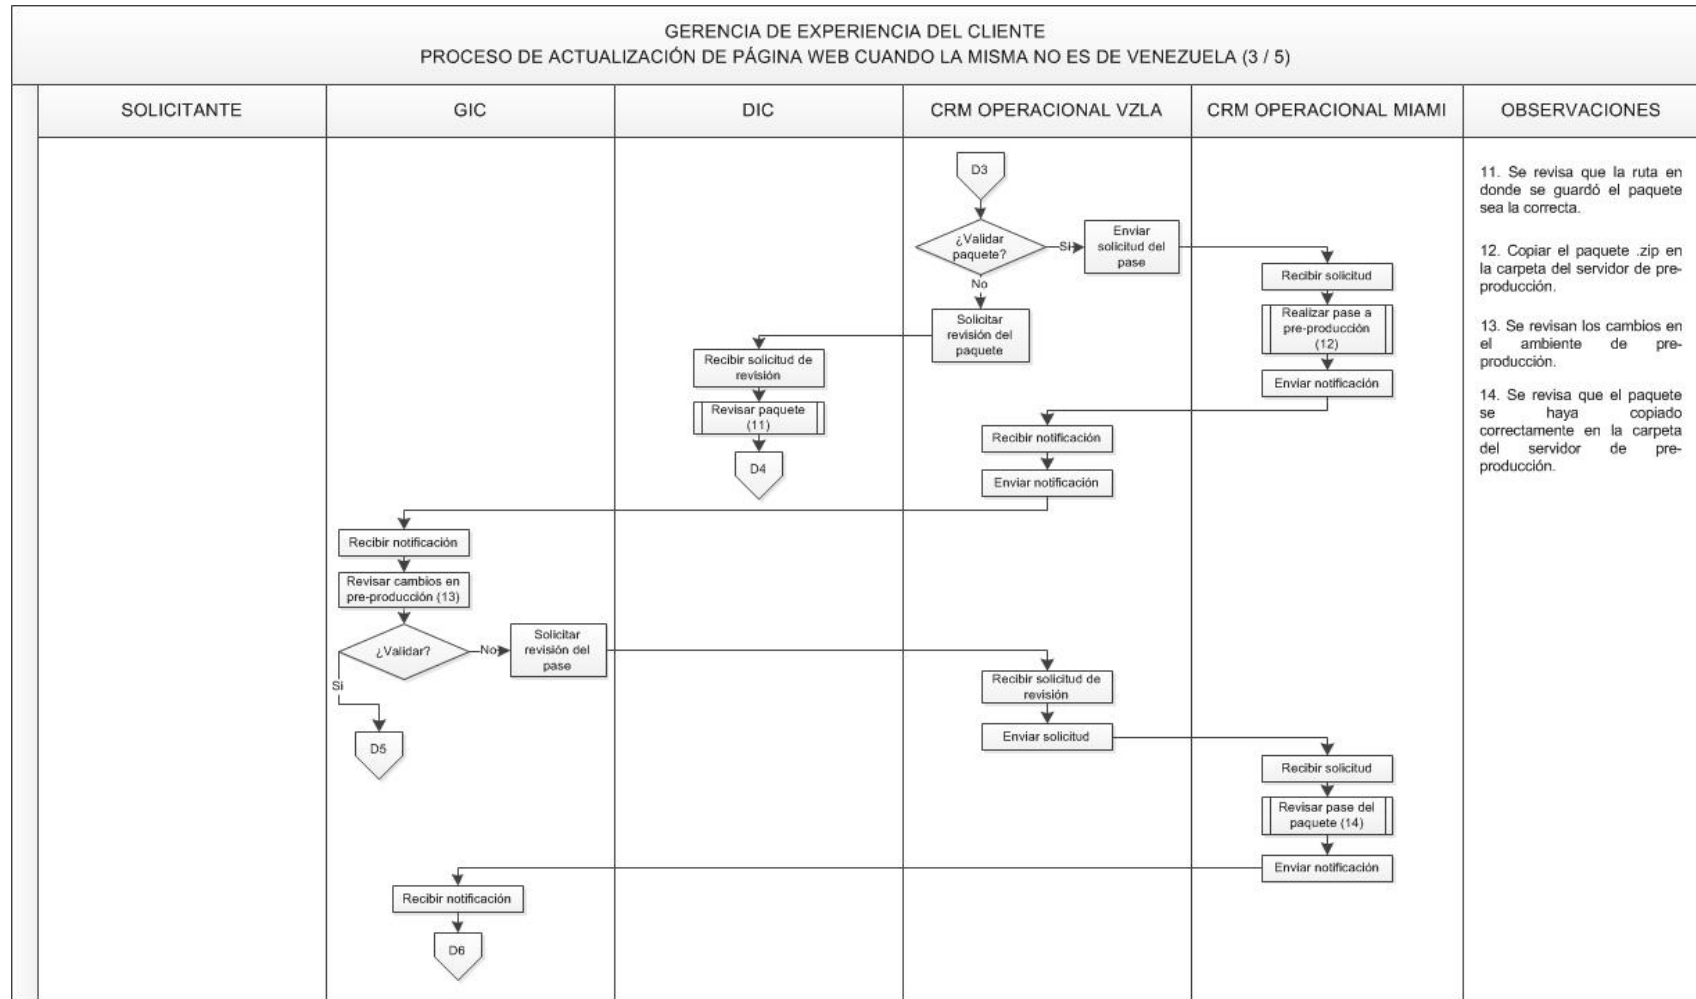 GERENCIA DE EXPERIENCIA DEL CLIENTE
PROCESO DE ACTUALIZACIÓN DE PÁGINA WEB CUANDO LA MISMA NO ES DE VENEZUELA (3 / 5)
SOLICITANTE
GIC
DIC
CRM OPERACIONAL VZLA
CRM OPERACIONAL MIAMI
OBSERVACIONES
D3
¿Validar
paquete?
Si
Enviar
solicitud del
pase
No
Solicitar
revisión del
paquete
Recibir solicitud
Realizar pase a
pre-producción
(12)
Enviar notificación
Recibir solicitud de
revisión
Revisar paquete
(11)
D4
Recibir notificación
Enviar notificación
Recibir notificación
Revisar cambios en
pre-producción (13)
¿Validar?
No
Solicitar
revisión del
pase
Si
D5
Recibir solicitud de
revisión
Enviar solicitud
Recibir solicitud
Revisar pase del
paquete (14)
Enviar notificación
Recibir notificación
D6
11. Se revisa que la ruta en
donde se guardó el paquete
sea la correcta.
12. Copiar el paquete .zip en
la carpeta del servidor de pre-
producción.
13. Se revisan los cambios en
el ambiente de pre-
producción.
14. Se revisa que el paquete
se haya copiado
correctamente en la carpeta
del servidor de pre-
producción.